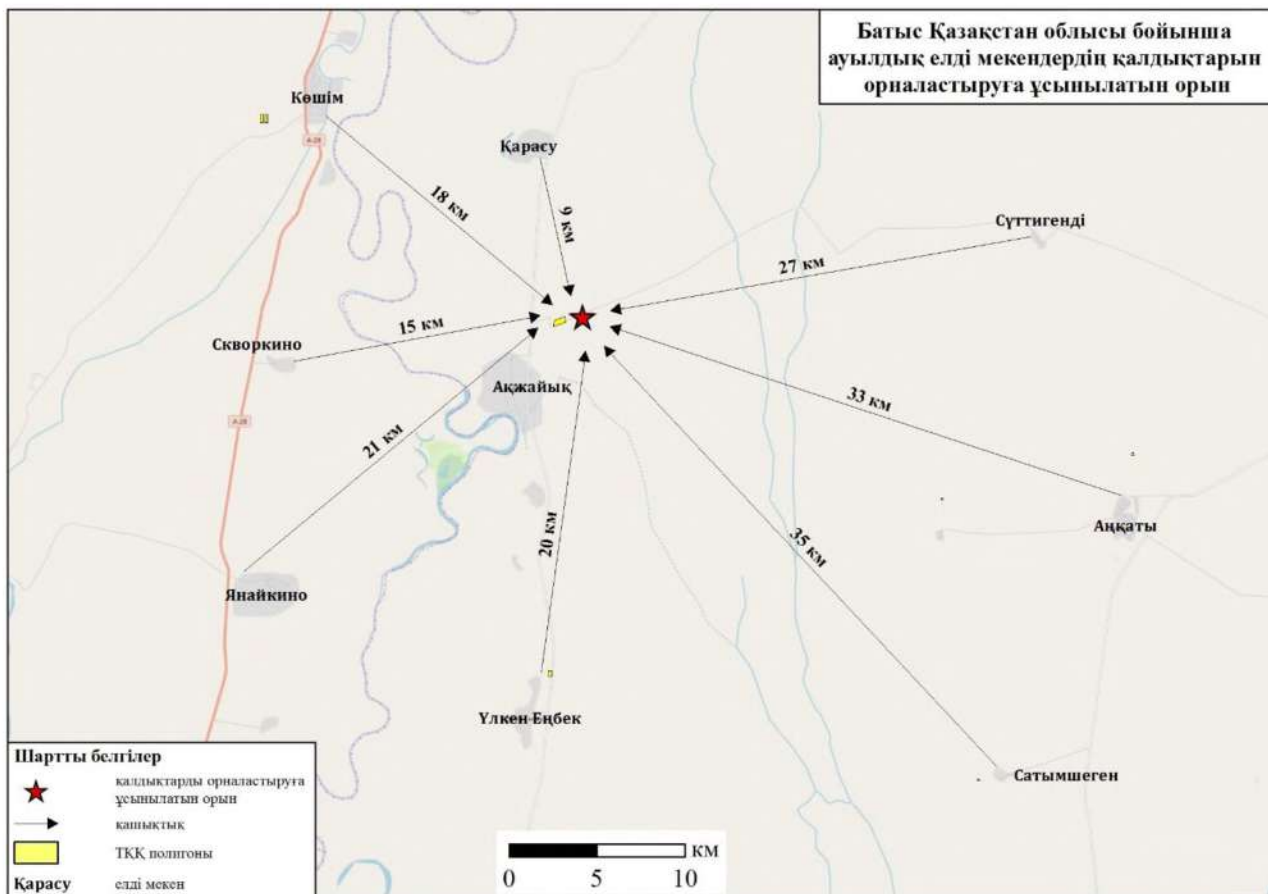 Батыс Қазақстан облысы бойынша
ауылдық елді мекендердің қалдықтарын
орналастыруға ұсынылатын орын
Көшім
А-28
Қарасу
18 км
9 км
Сүттигенді
27 км
15 км
Скворкино
Ақжайық
33 км
А-28
21 км
Аңқаты
20 км
35 км
Янайкино
Үлкен Еңбек
Сатымшеген
Шартты белгілер
қалдықтарды орналастыруға
ұсынылатын орын
қашықтық
ТҚҚ полигоны
Қарасу елді мекен
км
0 5 10